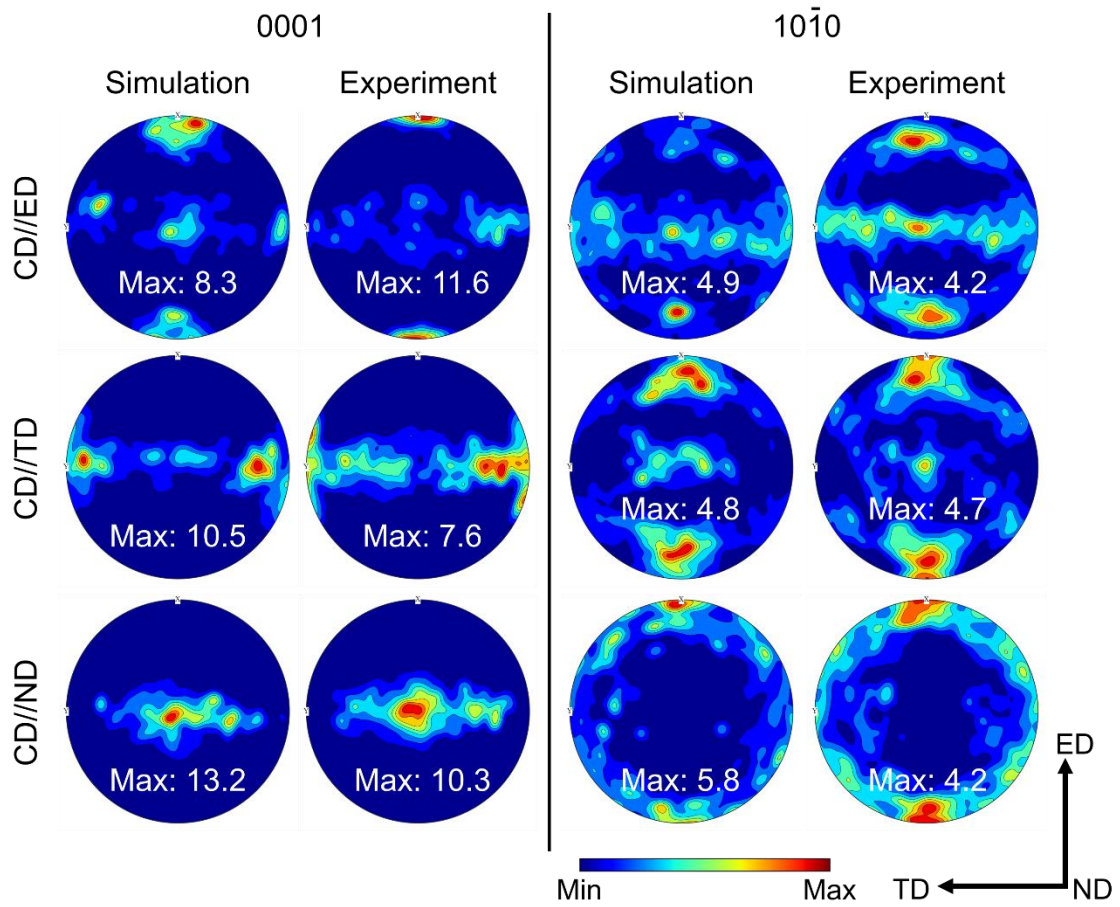 0001 101̄0
Simulation Experiment Simulation Experiment
CD//ED
X X X X
Y Y Y Y
Max: 8.3 Max: 11.6 Max: 4.9 Max: 4.2
CD//TD
X X X X
Y Y Y Y
Max: 10.5 Max: 7.6 Max: 4.8 Max: 4.7
CD//ND
X X X X
Y Y Y Y
Max: 13.2 Max: 10.3 Max: 5.8 Max: 4.2
ED
Min Max TD ND